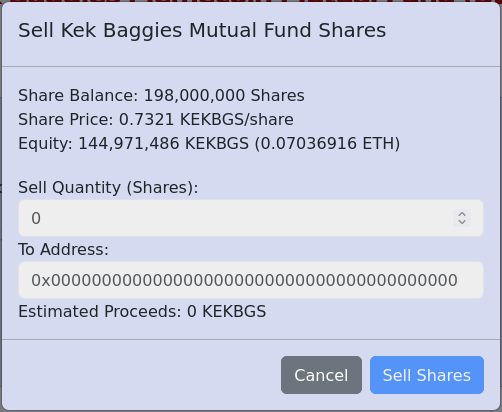 Sell Kek Baggies Mutual Fund Shares
Share Balance: 198,000,000 Shares
Share Price: 0.7321 KEKBGS/share
Equity: 144,971,486 KEKBGS (0.07036916 ETH)
Sell Quantity (Shares):
0
To Address:
0x0000000000000000000000000000000000000000
Estimated Proceeds: 0 KEKBGS
Cancel
Sell Shares